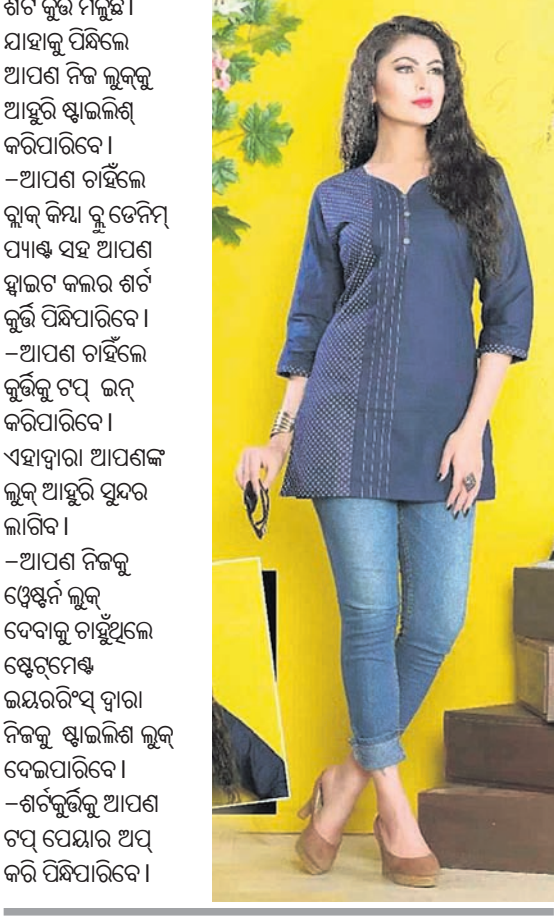 ଶର୍ଟ କୁର୍ତ୍ତି ମିଳୁଛି।
ଯାହାକୁ ପିନ୍ଧିଲେ
ଆପଣ ନିଜ ଲୁକ୍‌କୁ
ଆହୁରି ଷ୍ଟାଇଲିଶ୍
କରିପାରିବେ।
–ଆପଣ ଚାହିଁଲେ
ବ୍ଲାକ୍ କିମ୍ବା ବ୍ଲୁ ଡେନିମ୍
ପ୍ୟାଣ୍ଟ ସହ ଆପଣ
ହ୍ୱାଇଟ କଲର ଶର୍ଟ
କୁର୍ତ୍ତି ପିନ୍ଧିପାରିବେ।
–ଆପଣ ଚାହିଁଲେ
କୁର୍ତ୍ତିକୁ ଟପ୍ ଇନ୍
କରିପାରିବେ।
ଏହାଦ୍ୱାରା ଆପଣଙ୍କ
ଲୁକ୍ ଆହୁରି ସୁନ୍ଦର
ଲାଗିବ।
–ଆପଣ ନିଜକୁ
ୱେଷ୍ଟର୍ନ ଲୁକ୍
ଦେବାକୁ ଚାହୁଁଥିଲେ
ଷ୍ଟେଟ୍‌ମେଣ୍ଟ
ଇୟରରିଂସ୍ ଦ୍ୱାରା
ନିଜକୁ ଷ୍ଟାଇଲିଶ ଲୁକ୍
ଦେଇପାରିବେ।
–ଶର୍ଟକୁର୍ତ୍ତିକୁ ଆପଣ
ଟପ୍ ପେୟାର ଅପ୍
କରି ପିନ୍ଧିପାରିବେ।